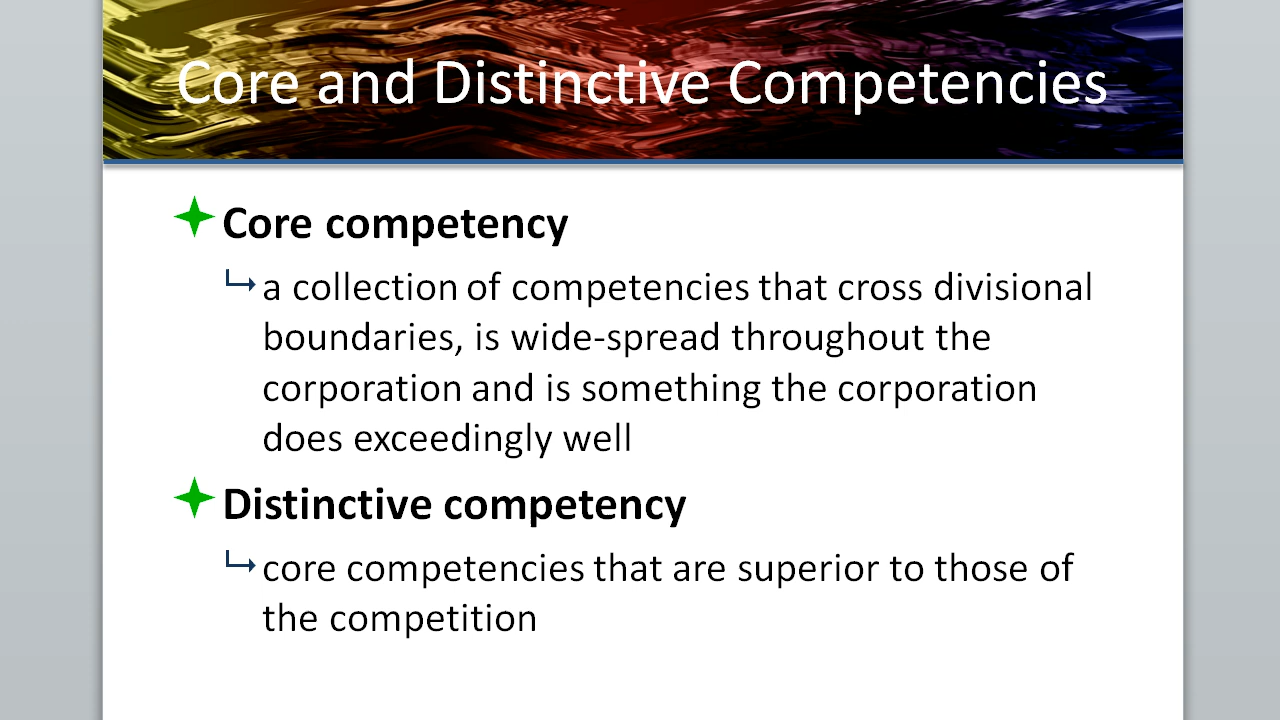 Core and Distinctive Competencies
Core competency
a collection of competencies that cross divisional
boundaries, is wide-spread throughout the
corporation and is something the corporation
does exceedingly well
Distinctive competency
core competencies that are superior to those of
the competition